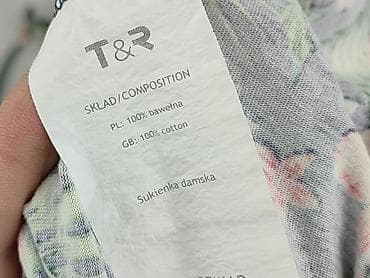 T&R
SKŁAD/COMPOSITION
PL: 100% bawełna
GB: 100% cotton
Sukienka damska